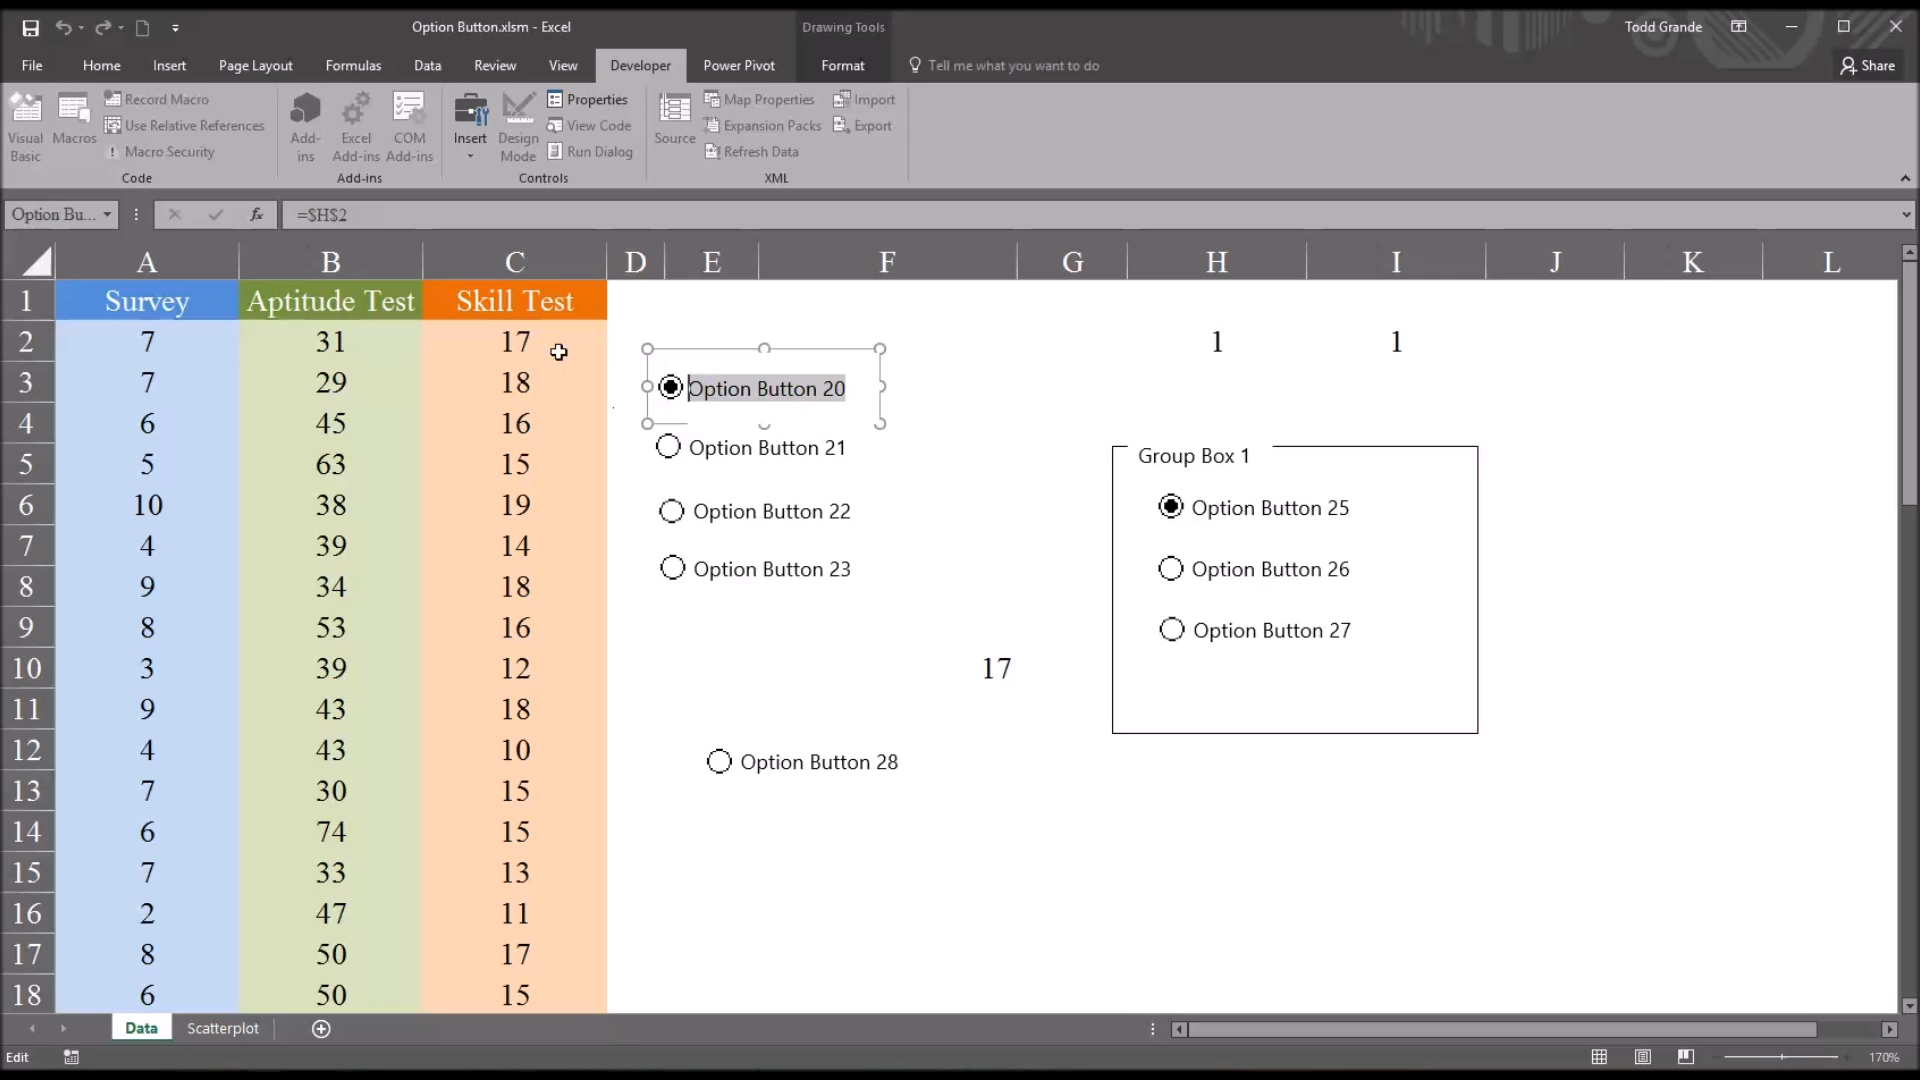 Option Button.xlsm - Excel
Drawing Tools
Todd Grande
File Home Insert Page Layout Formulas Data Review View Developer Power Pivot Format Tell me what you want to do Share
Visual Basic
Macros
Record Macro
Use Relative References
Macro Security
Code
Add-ins
Excel Add-ins
COM Add-ins
Add-ins
Insert
Design Mode
Properties
View Code
Run Dialog
Controls
Source
Map Properties
Expansion Packs
Refresh Data
Import
Export
XML
Option Bu... fx =$H$2
A B C D E F G H I J K L
1 Survey Aptitude Test Skill Test
2 7 31 17 1 1
3 7 29 18
Option Button 20
4 6 45 16
Option Button 21
5 5 63 15
Group Box 1
6 10 38 19
Option Button 22
Option Button 25
7 4 39 14
Option Button 23
Option Button 26
8 9 34 18
9 8 53 16
Option Button 27
10 3 39 12 17
11 9 43 18
12 4 43 10
Option Button 28
13 7 30 15
14 6 74 15
15 7 33 13
16 2 47 11
17 8 50 17
18 6 50 15
Data Scatterplot
Edit 170%